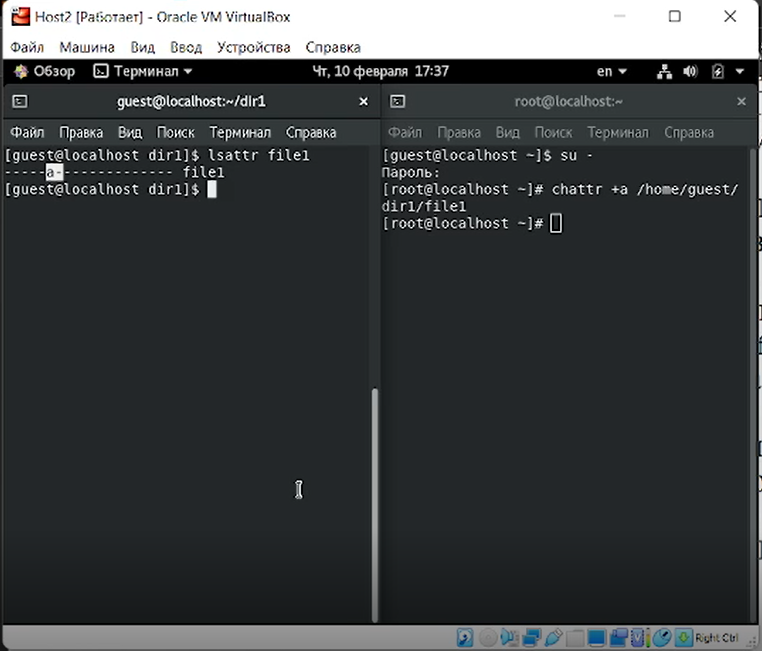 Host2 [Работает] - Oracle VM VirtualBox
Файл Машина Вид Ввод Устройства Справка
Обзор Терминал Чт, 10 февраля 17:37 en
guest@localhost:~/dir1
Файл Правка Вид Поиск Терминал Справка
[guest@localhost dir1]$ lsattr file1
-----a-------------- file1
[guest@localhost dir1]$
root@localhost:~
Файл Правка Вид Поиск Терминал Справка
[guest@localhost ~]$ su -
Пароль:
[root@localhost ~]# chattr +a /home/guest/
dir1/file1
[root@localhost ~]#
Right Ctrl